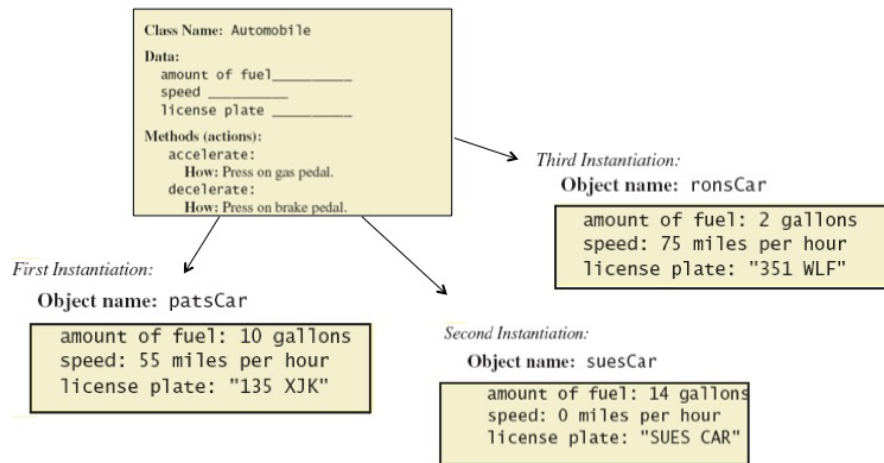 Class Name: Automobile
Data:
amount of fuel__________
speed __________
license plate __________
Methods (actions):
accelerate:
How: Press on gas pedal.
decelerate:
How: Press on brake pedal.
First Instantiation:
Object name: patsCar
amount of fuel: 10 gallons
speed: 55 miles per hour
license plate: "135 XJK"
Second Instantiation:
Object name: suesCar
amount of fuel: 14 gallons
speed: 0 miles per hour
license plate: "SUES CAR"
Third Instantiation:
Object name: ronsCar
amount of fuel: 2 gallons
speed: 75 miles per hour
license plate: "351 WLF"